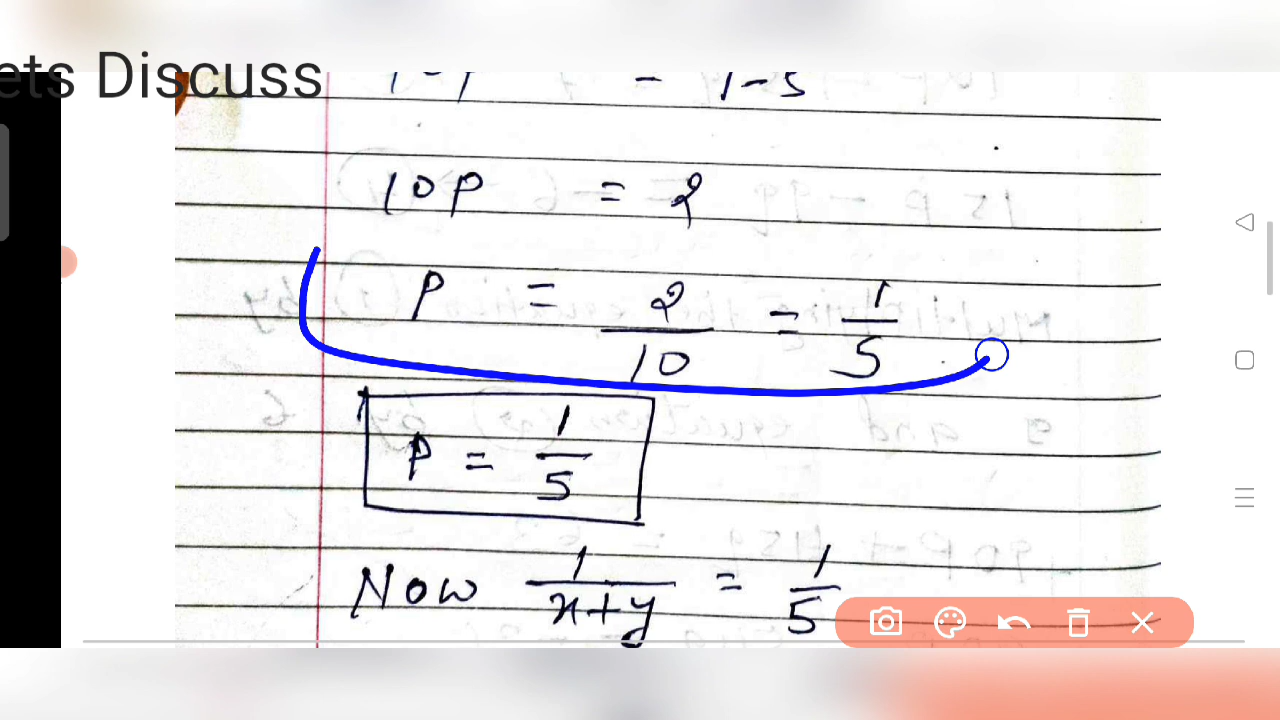 ets Discuss
10P = 2
P = 2/10 = 1/5
P = 1/5
Now 1/x+y = 1/5